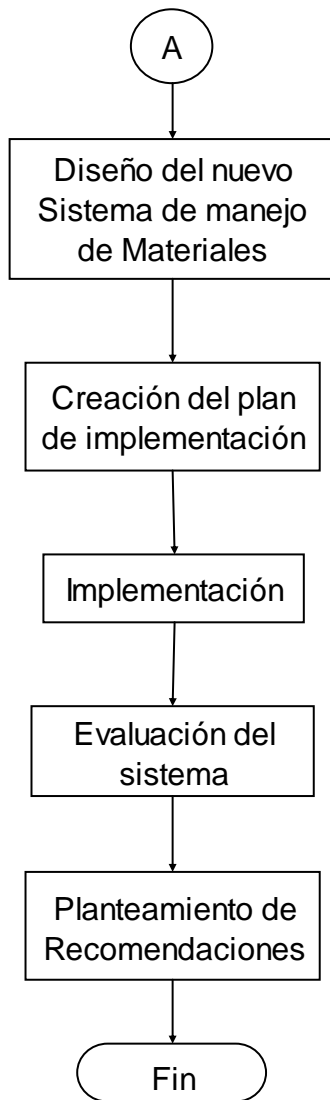 A
Diseño del nuevo
Sistema de manejo
de Materiales
Creación del plan
de implementación
Implementación
Evaluación del
sistema
Planteamiento de
Recomendaciones
Fin